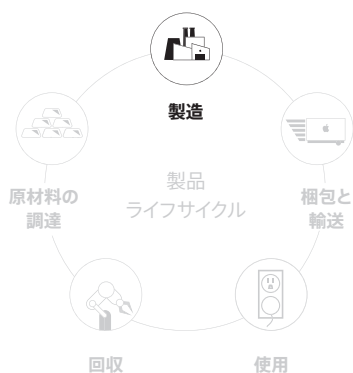 製造
原材料の
調達
製品
ライフサイクル
梱包と
輸送
回収
使用